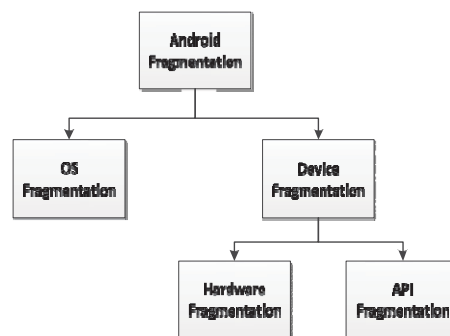 Android
Fragmentation
OS
Fragmentation
Device
Fragmentation
Hardware
Fragmentation
API
Fragmentation